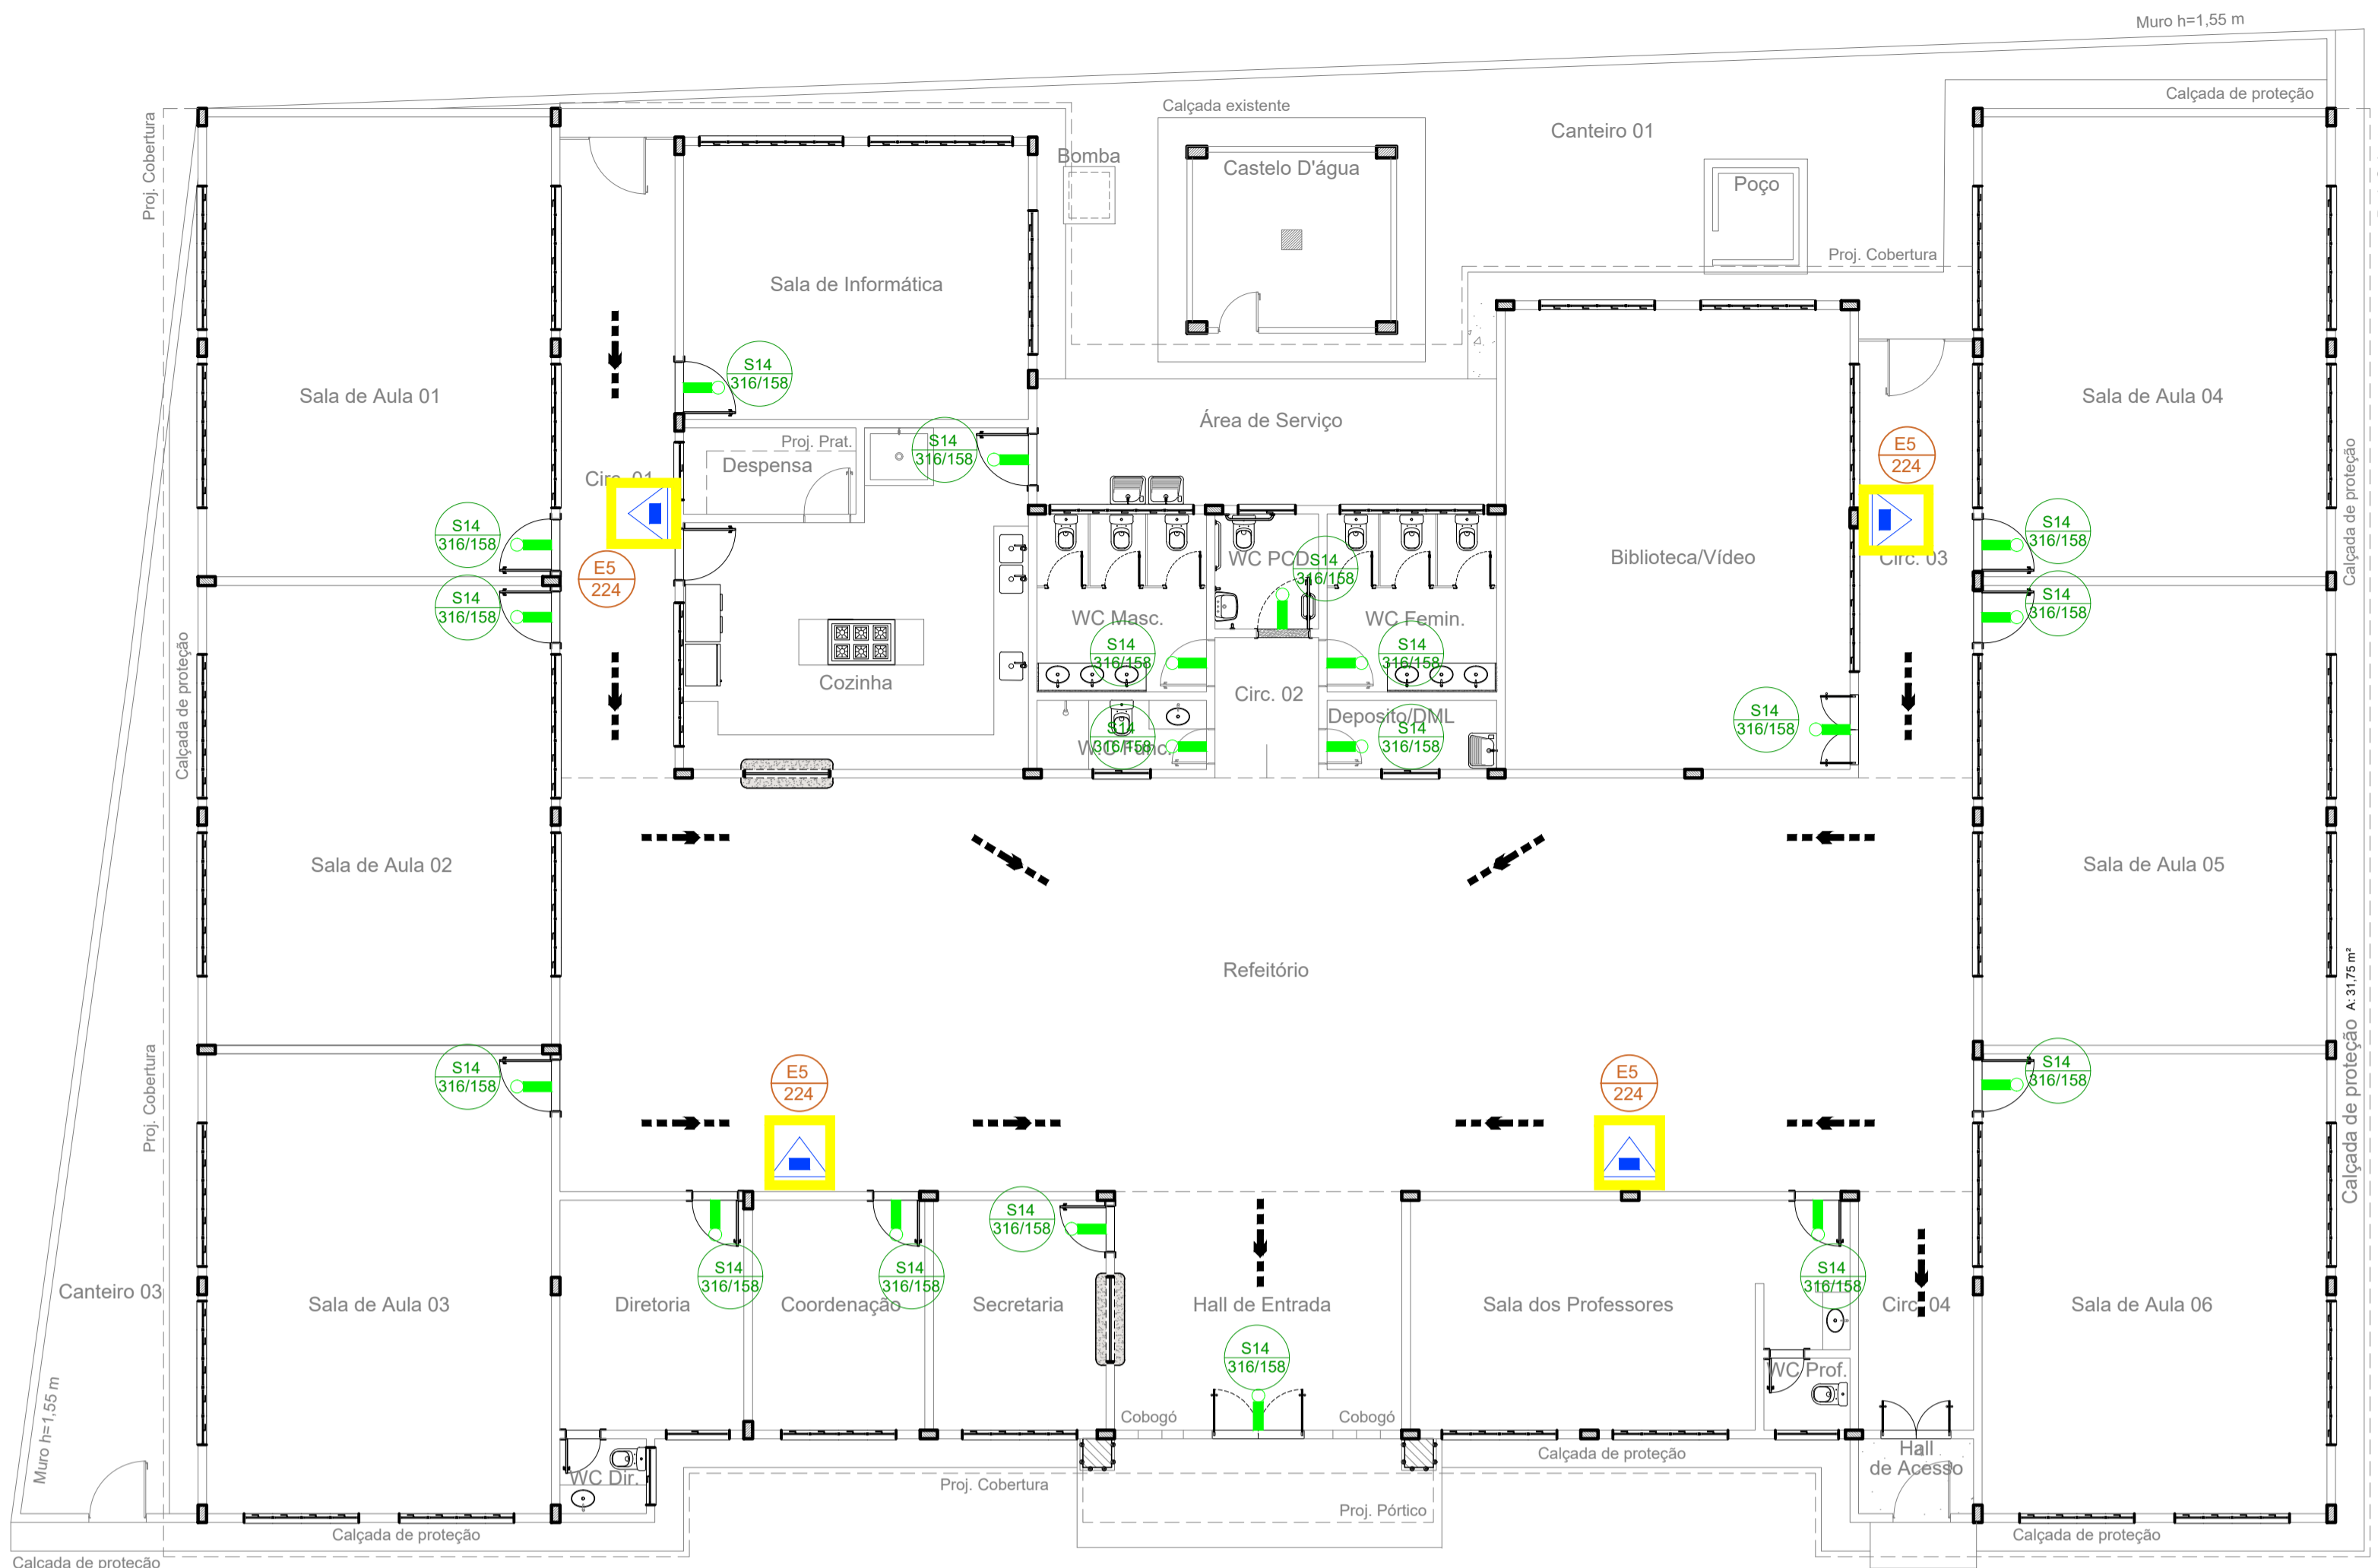 Muro h=1,55 m
Calçada de proteção
Calçada existente
Canteiro 01
Proj. Cobertura
Bomba
Castelo D'água
Poço
Proj. Cobertura
Sala de Informática
S14
316/158
Sala de Aula 01
Sala de Aula 04
Área de Serviço
Proj. Prat.
Despensa
S14
316/158
E5
224
Circ. 01
Calçada de proteção
S14
316/158
S14
316/158
E5
224
WC PCD
S14
316/158
Biblioteca/Vídeo
Circ. 03
S14
316/158
S14
316/158
WC Masc.
WC Femin.
S14
316/158
S14
316/158
Calçada de proteção
Cozinha
Circ. 02
S14
316/158
Deposito/DML
W.C Func.
S14
316/158
S14
316/158
Sala de Aula 02
Sala de Aula 05
Refeitório
A: 31,75 m²
Calçada de proteção
Proj. Cobertura
S14
316/158
E5
224
E5
224
S14
316/158
S14
316/158
S14
316/158
S14
316/158
S14
316/158
Canteiro 03
Sala de Aula 03
Diretoria
Coordenação
Secretaria
Hall de Entrada
Sala dos Professores
Circ. 04
Sala de Aula 06
S14
316/158
WC Prof.
Muro h=1,55 m
Cobogó
Cobogó
Calçada de proteção
Hall
de Acesso
WC Dir.
Proj. Cobertura
Proj. Pórtico
Calçada de proteção
Calçada de proteção
Calçada de proteção